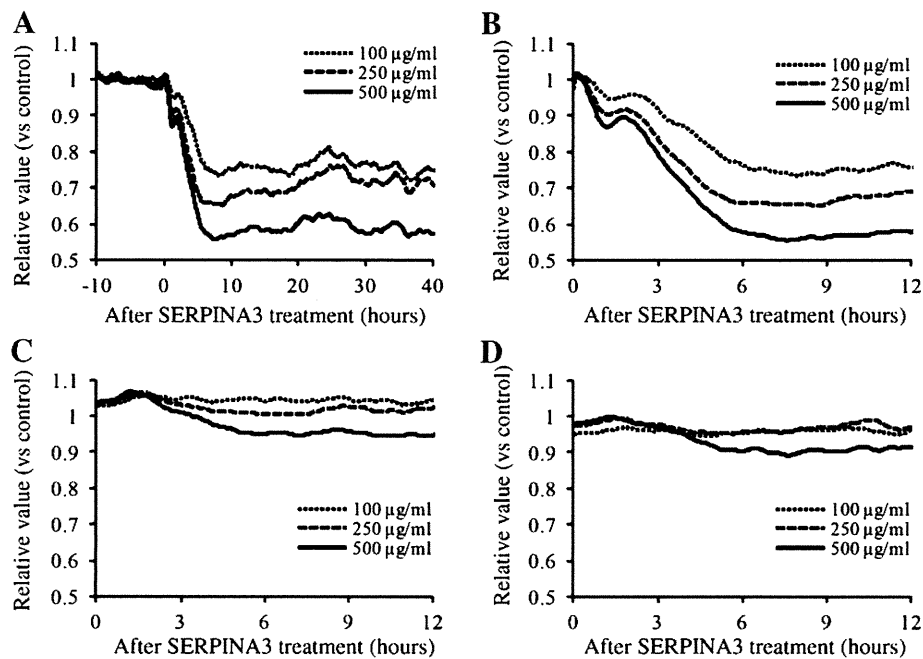 A
Relative value (vs control)
1.1
1
0.9
0.8
0.7
0.6
0.5
100 µg/ml
250 µg/ml
500 µg/ml
-10 0 10 20 30 40
After SERPINA3 treatment (hours)
B
Relative value (vs control)
1.1
1
0.9
0.8
0.7
0.6
0.5
100 µg/ml
250 µg/ml
500 µg/ml
0 3 6 9 12
After SERPINA3 treatment (hours)
C
Relative value (vs control)
1.1
1
0.9
0.8
0.7
0.6
0.5
100 µg/ml
250 µg/ml
500 µg/ml
0 3 6 9 12
After SERPINA3 treatment (hours)
D
Relative value (vs control)
1.1
1
0.9
0.8
0.7
0.6
0.5
100 µg/ml
250 µg/ml
500 µg/ml
0 3 6 9 12
After SERPINA3 treatment (hours)